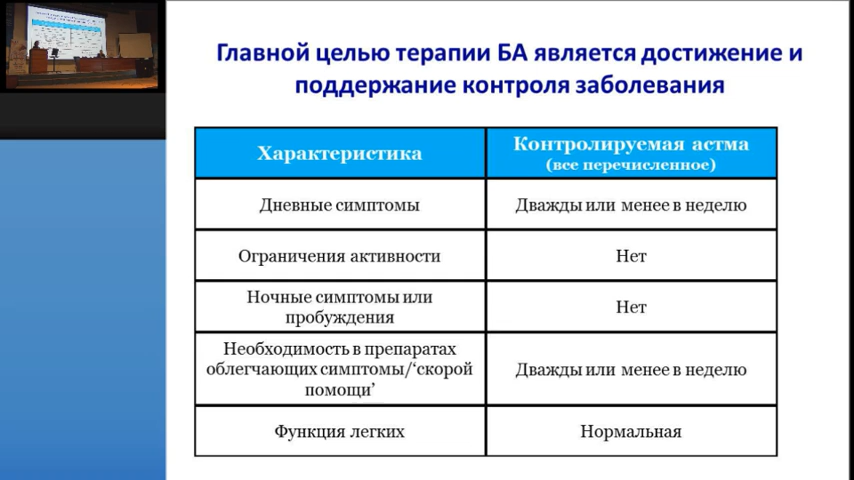 Главной целью терапии БА является достижение и
поддержание контроля заболевания
Характеристика
Контролируемая астма
(все перечисленное)
Дневные симптомы
Дважды или менее в неделю
Ограничения активности
Нет
Ночные симптомы или
пробуждения
Нет
Необходимость в препаратах
облегчающих симптомы/‘скорой
помощи’
Дважды или менее в неделю
Функция легких
Нормальная